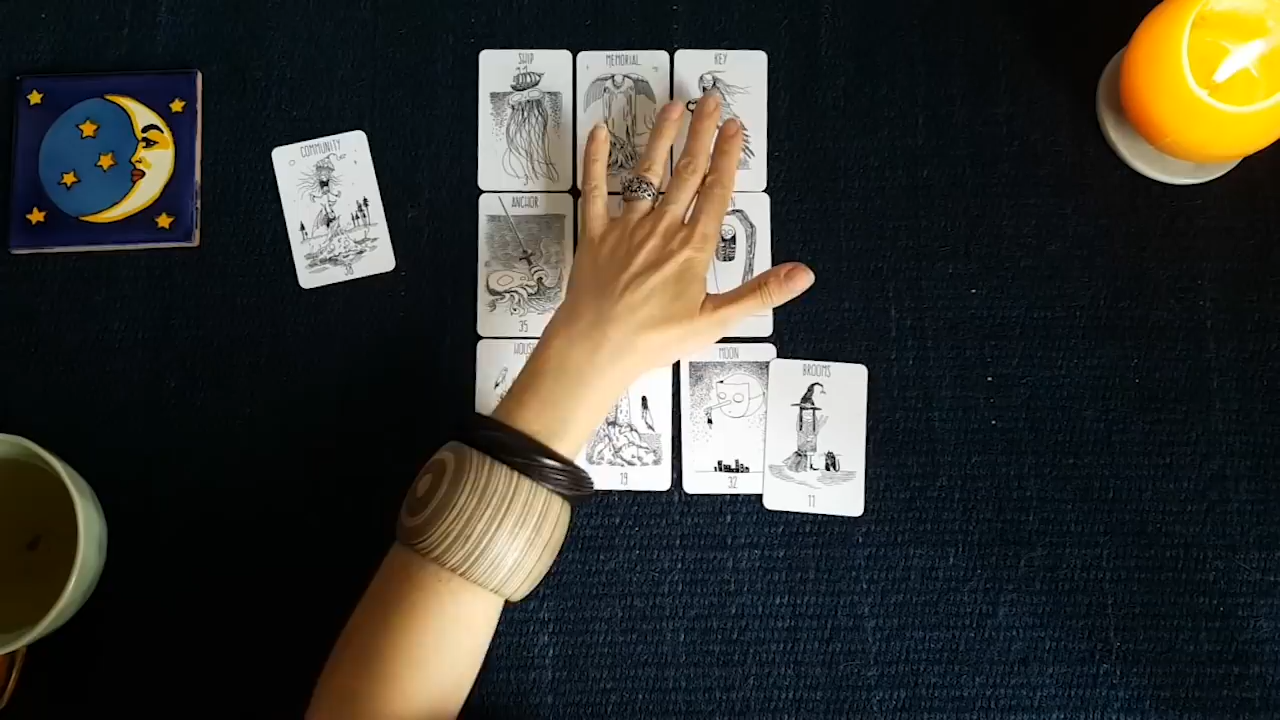 SHIP
MEMORIAL
KEY
COMMUNITY
ANCHOR
35
MOON
BROOMS
19
32
11